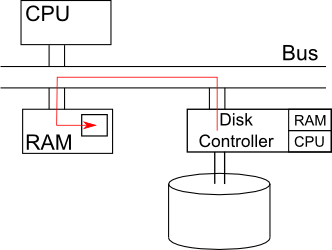 CPU
Bus
RAM
Disk
Controller
RAM
CPU